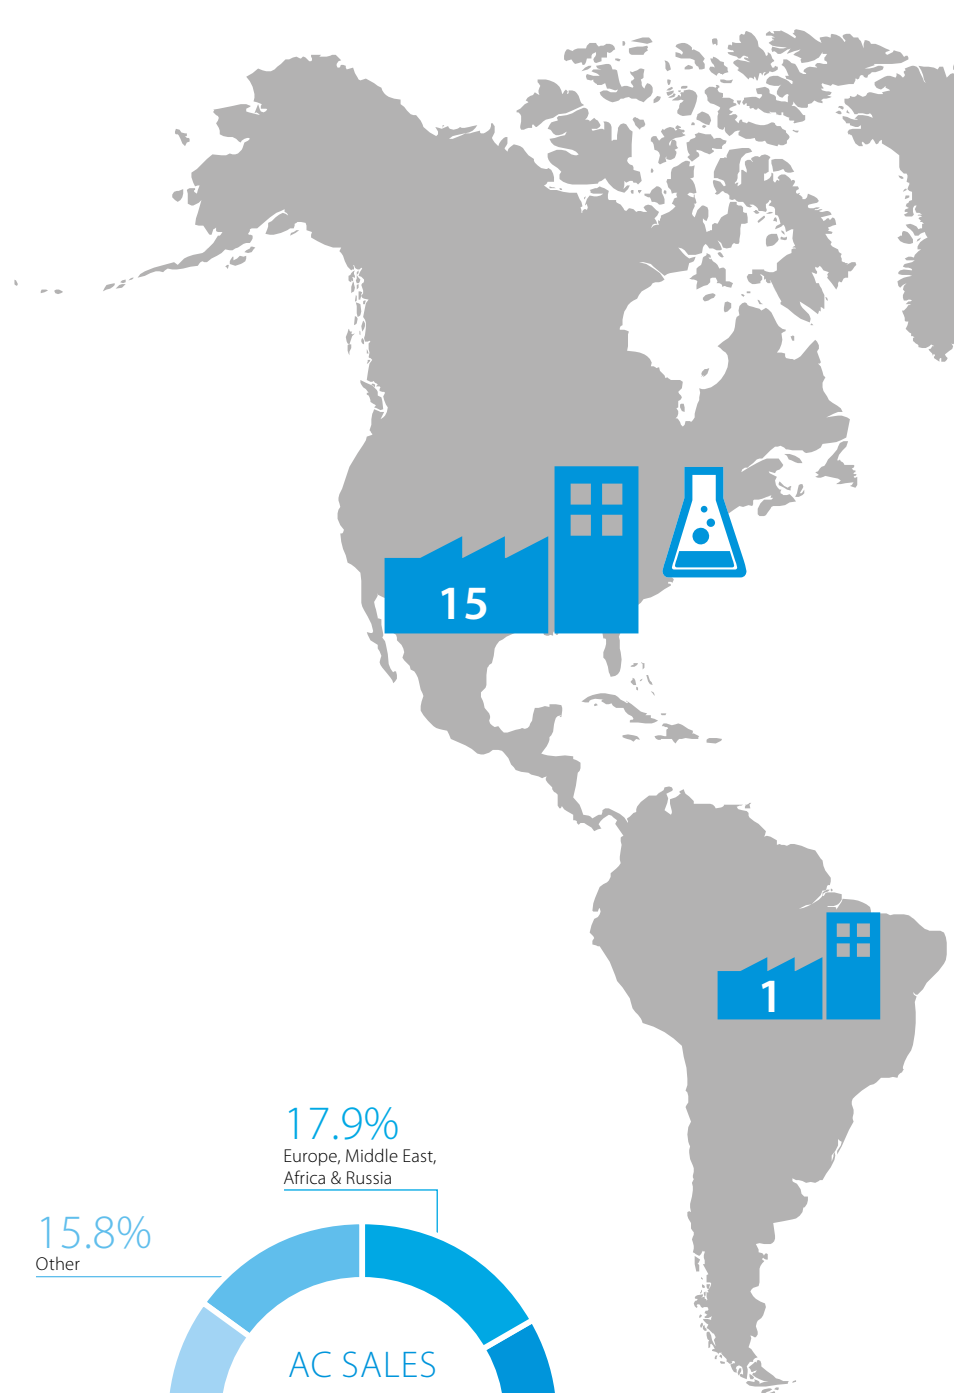 15
1
17.9%
Europe, Middle East,
Africa & Russia
15.8%
Other
AC SALES